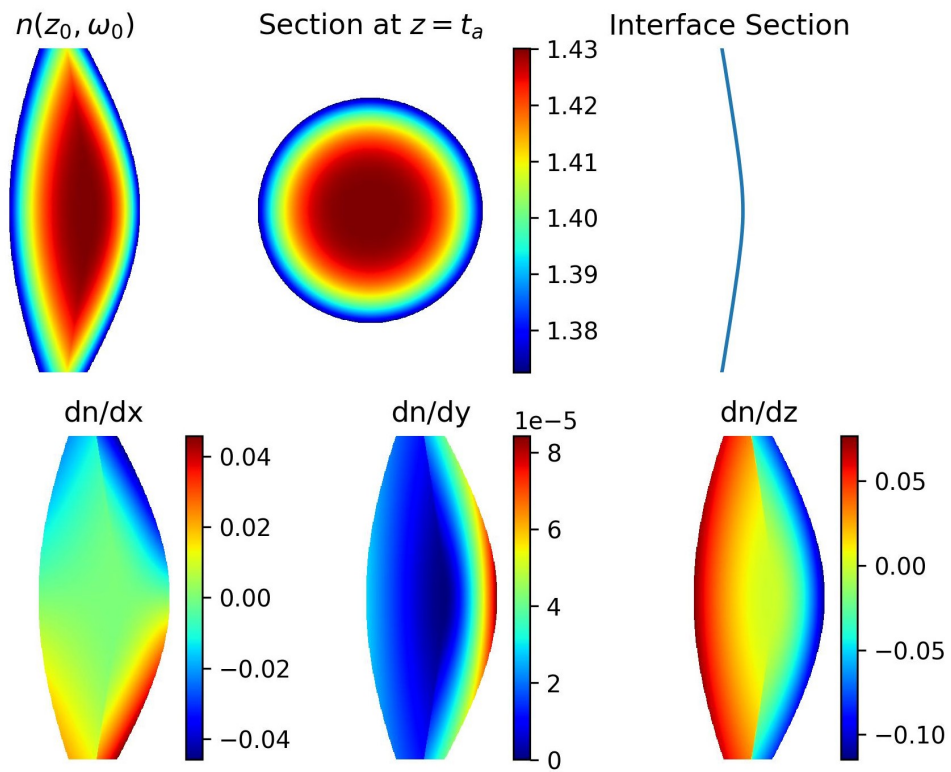 n(z₀, ω₀)
Section at z = tₐ
Interface Section
1.43
1.42
1.41
1.40
1.39
1.38
dn/dx
0.04
0.02
0.00
−0.02
−0.04
dn/dy
1e−5
8
6
4
2
0
dn/dz
0.05
0.00
−0.05
−0.10